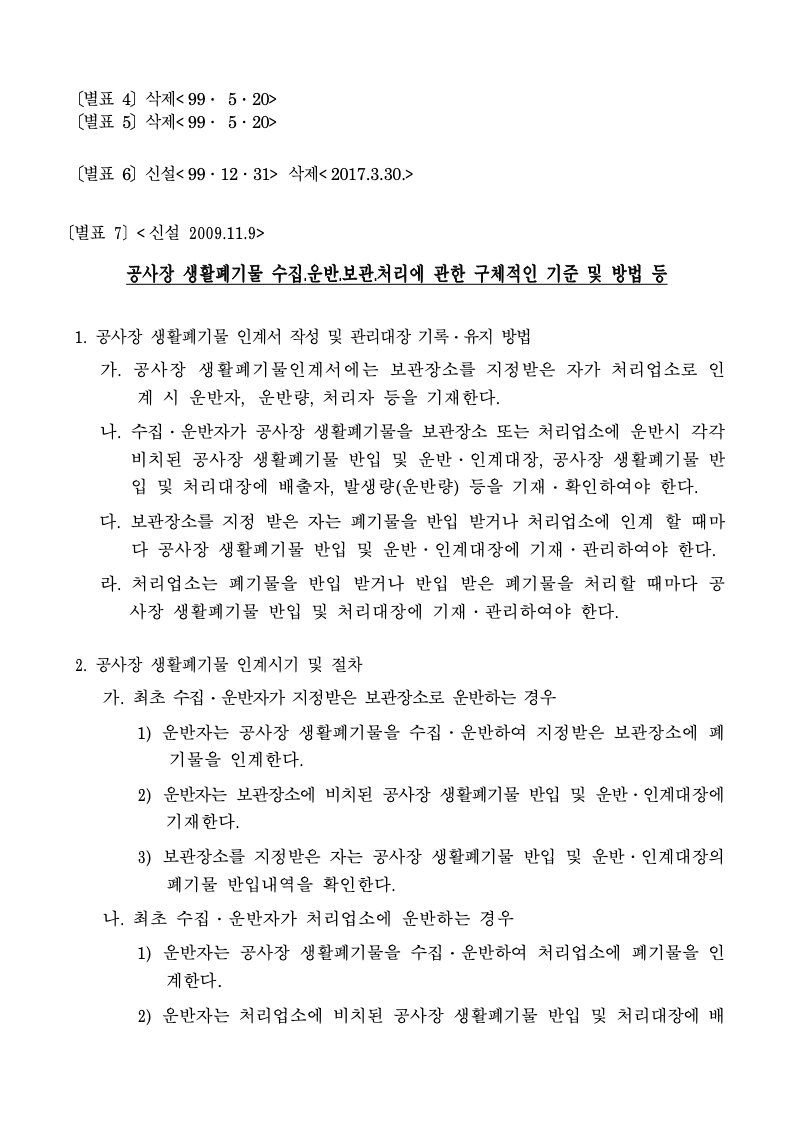 〔별표 4〕 삭제<99· 5·20>
〔별표 5〕 삭제<99· 5·20>
〔별표 6〕 신설<99·12·31> 삭제<2017.3.30.>
〔별표 7〕 <신설 2009.11.9>
공사장 생활폐기물 수집.운반.보관.처리에 관한 구체적인 기준 및 방법 등
1. 공사장 생활폐기물 인계서 작성 및 관리대장 기록·유지 방법
가. 공사장 생활폐기물인계서에는 보관장소를 지정받은 자가 처리업소로 인
계 시 운반자, 운반량, 처리자 등을 기재한다.
나. 수집·운반자가 공사장 생활폐기물을 보관장소 또는 처리업소에 운반시 각각
비치된 공사장 생활폐기물 반입 및 운반·인계대장, 공사장 생활폐기물 반
입 및 처리대장에 배출자, 발생량(운반량) 등을 기재·확인하여야 한다.
다. 보관장소를 지정 받은 자는 폐기물을 반입 받거나 처리업소에 인계 할 때마
다 공사장 생활폐기물 반입 및 운반·인계대장에 기재·관리하여야 한다.
라. 처리업소는 폐기물을 반입 받거나 반입 받은 폐기물을 처리할 때마다 공
사장 생활폐기물 반입 및 처리대장에 기재·관리하여야 한다.
2. 공사장 생활폐기물 인계시기 및 절차
가. 최초 수집·운반자가 지정받은 보관장소로 운반하는 경우
1) 운반자는 공사장 생활폐기물을 수집·운반하여 지정받은 보관장소에 폐
기물을 인계한다.
2) 운반자는 보관장소에 비치된 공사장 생활폐기물 반입 및 운반·인계대장에
기재한다.
3) 보관장소를 지정받은 자는 공사장 생활폐기물 반입 및 운반·인계대장의
폐기물 반입내역을 확인한다.
나. 최초 수집·운반자가 처리업소에 운반하는 경우
1) 운반자는 공사장 생활폐기물을 수집·운반하여 처리업소에 폐기물을 인
계한다.
2) 운반자는 처리업소에 비치된 공사장 생활폐기물 반입 및 처리대장에 배